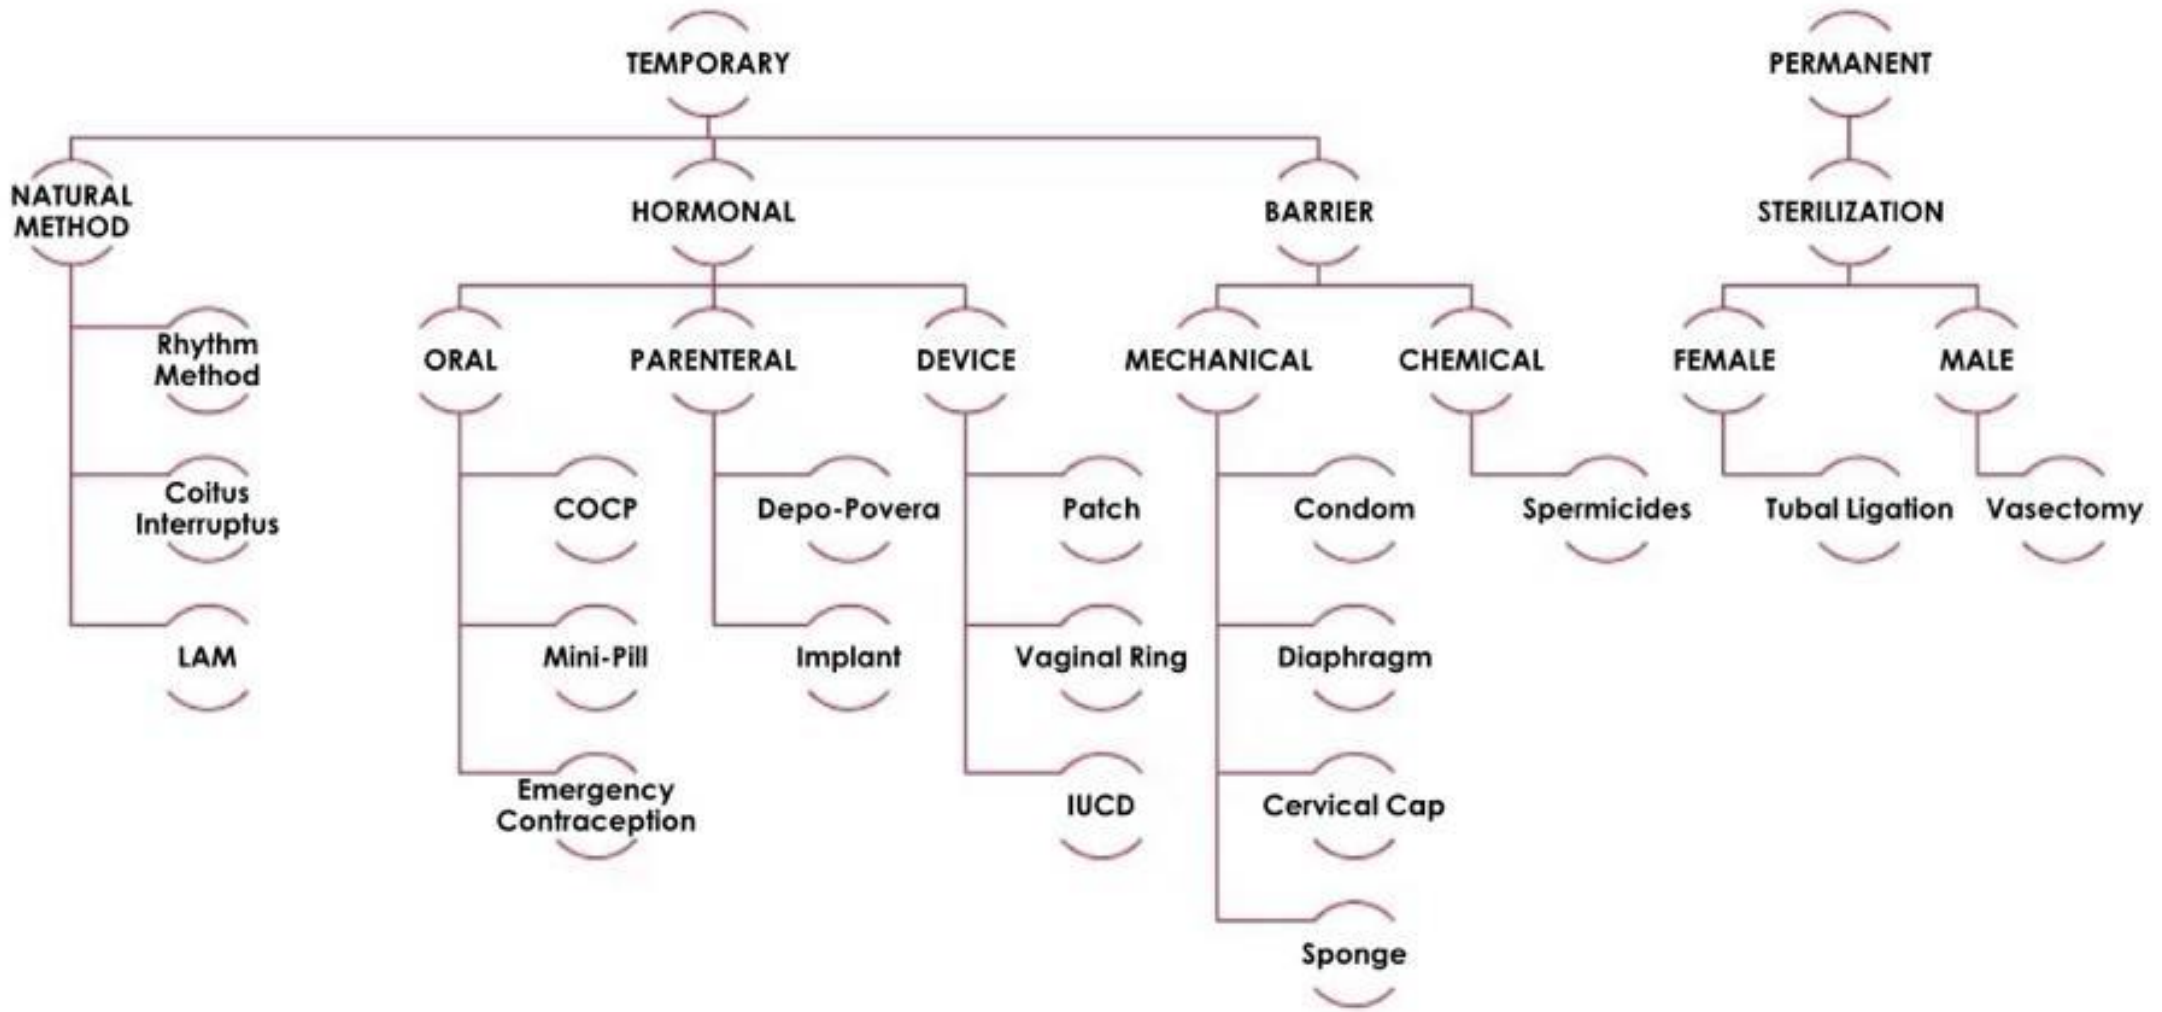 TEMPORARY
PERMANENT
NATURAL
METHOD
HORMONAL
BARRIER
STERILIZATION
Rhythm
Method
ORAL
PARENTERAL
DEVICE
MECHANICAL
CHEMICAL
FEMALE
MALE
Coitus
Interruptus
COCP
Depo-Povera
Patch
Condom
Spermicides
Tubal Ligation
Vasectomy
LAM
Mini-Pill
Implant
Vaginal Ring
Diaphragm
Emergency
Contraception
IUCD
Cervical Cap
Sponge